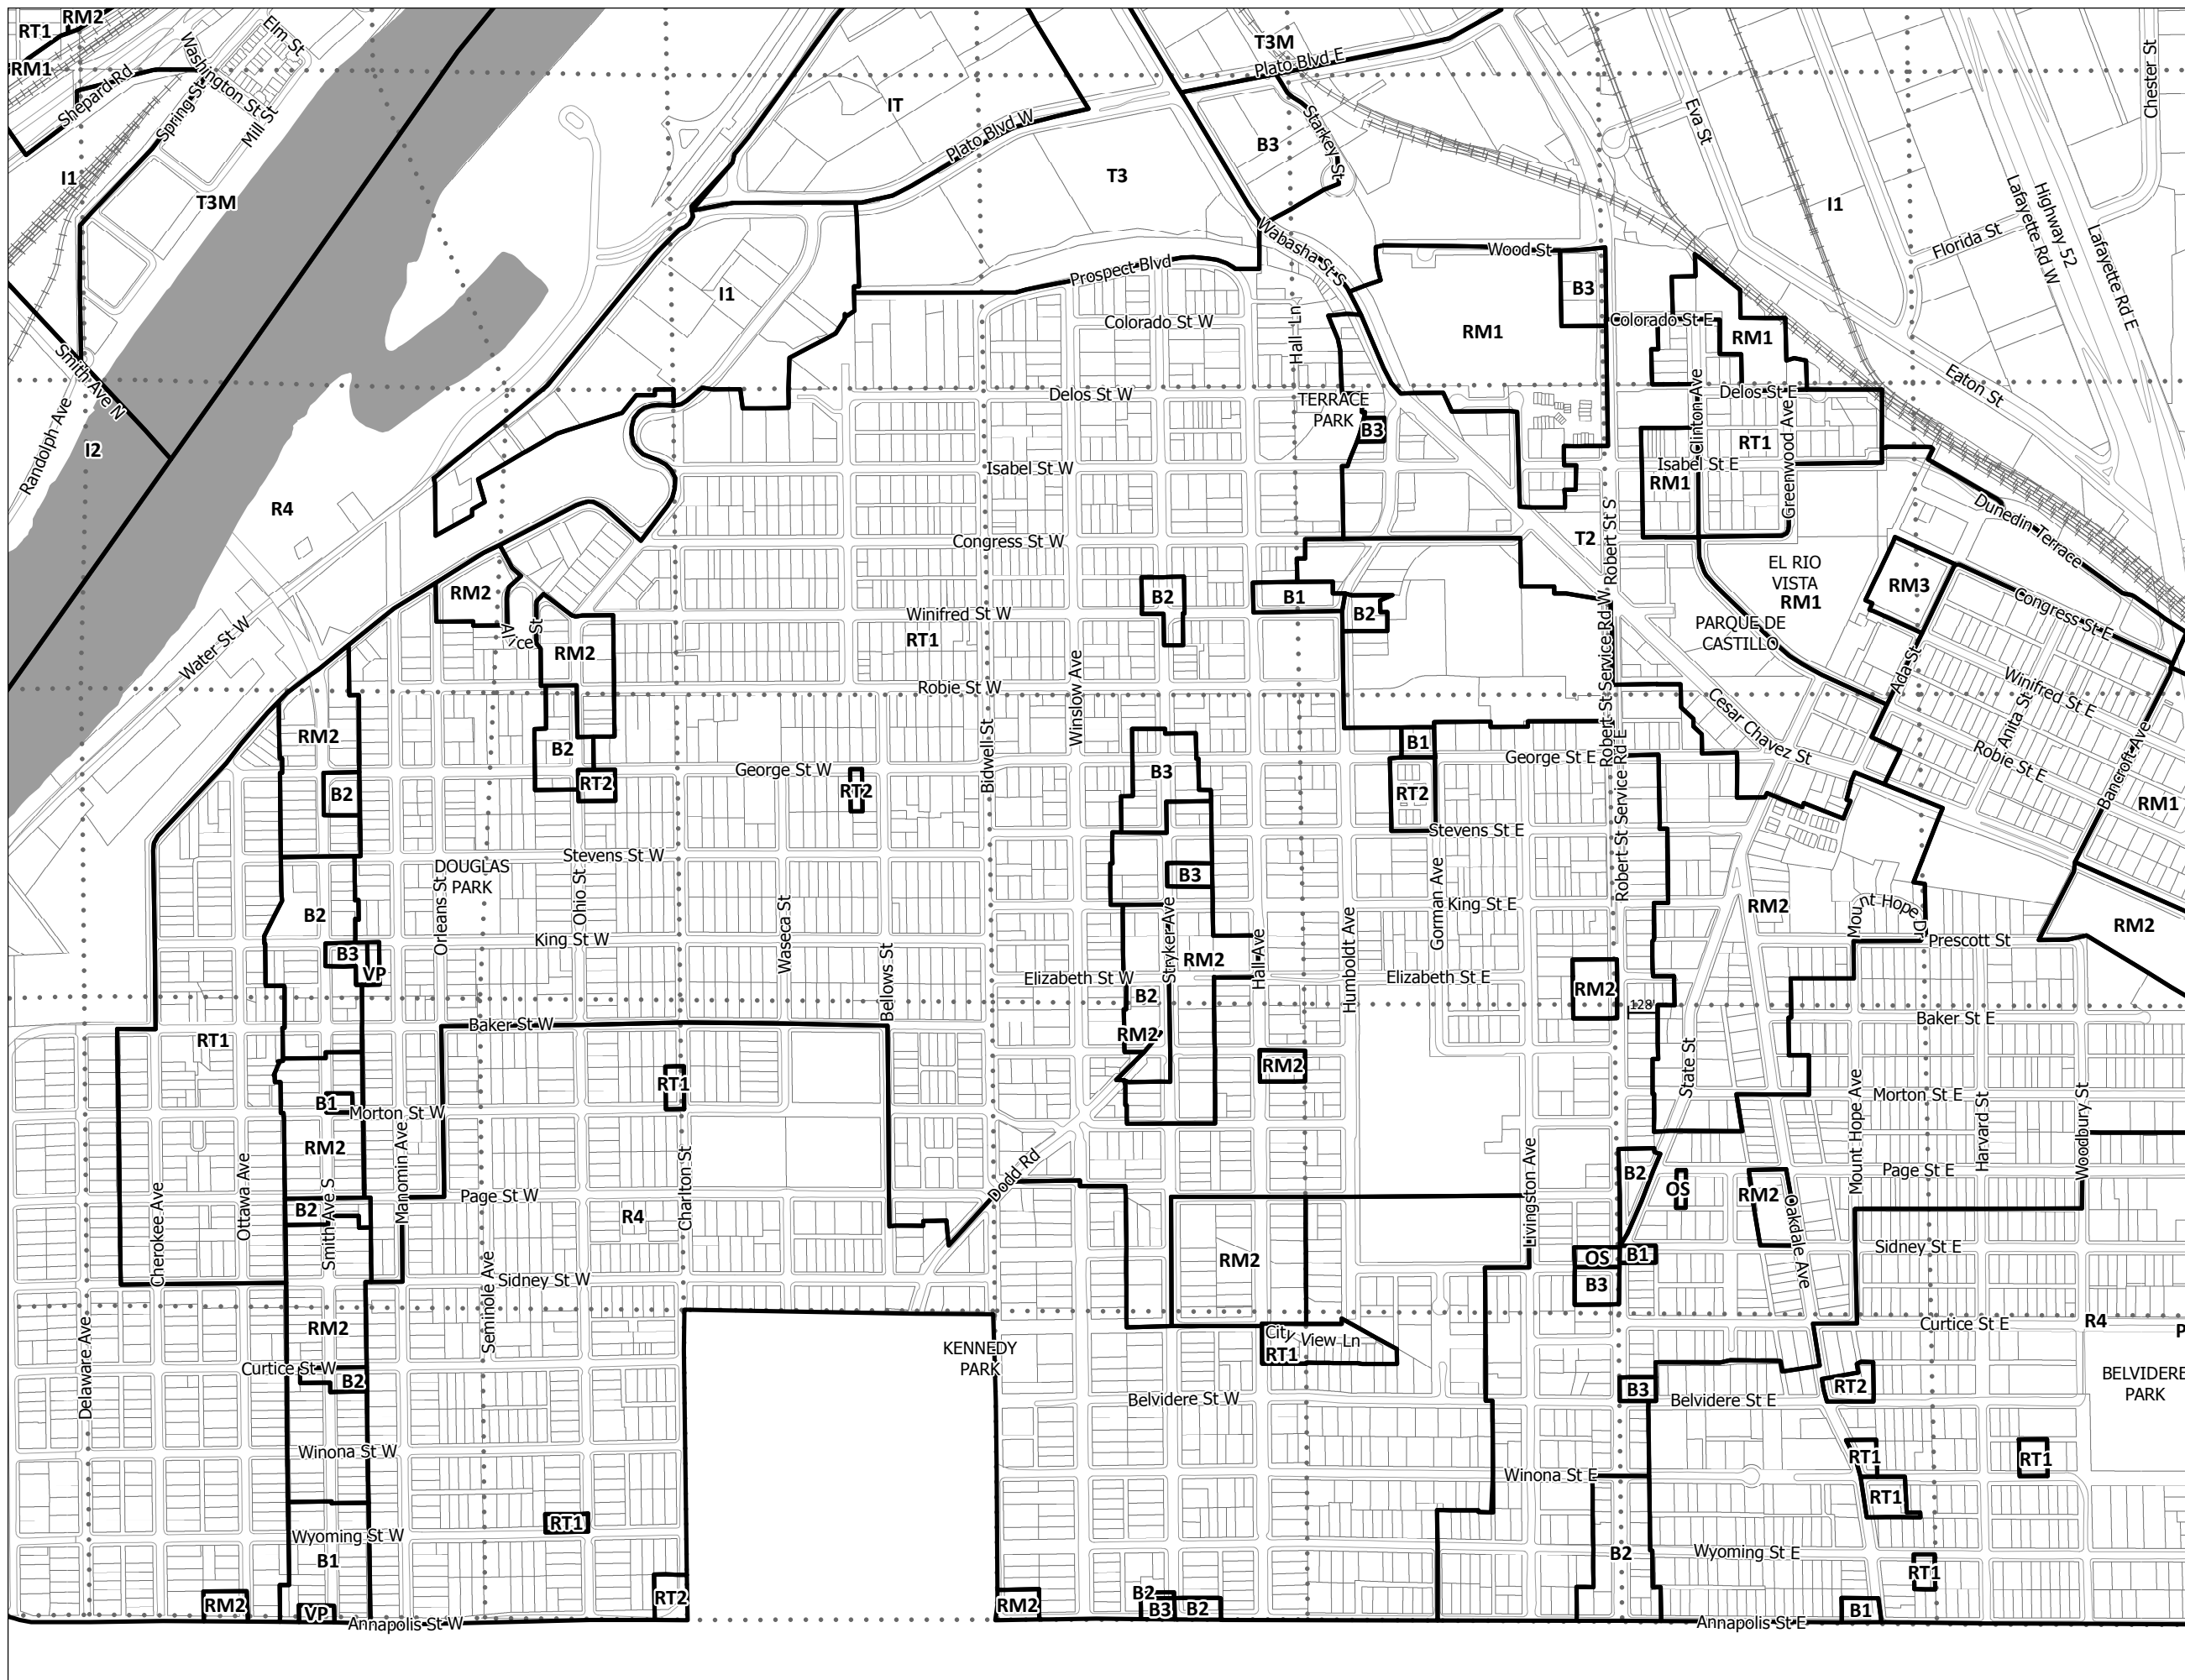 RM2
RT1
Elm St
T3M
RM1
Washington St
Plato Blvd E
Chester St
Shepard Rd
Spring St
Mill St
IT
Eva St
Starkey St
B3
Plato Blvd W
I1
T3
T3M
I1
Lafayette Rd W
Highway 52
Lafayette Rd E
Florida St
Wabasha St S
Wood St
Prospect Blvd
B3
I1
Colorado St W
Hall Ln
RM1
Colorado St E
RM1
Smith Ave N
Eaton St
Delos St W
TERRACE
PARK
Delos St E
Clinton Ave
Greenwood Ave
Randolph Ave
I2
B3
RT1
Isabel St W
Isabel St E
RM1
R4
Dunedin Terrace
Congress St W
T2
Robert St S
EL RIO
VISTA
RM1
RM3
RM2
B2
B1
B2
Congress St E
Winifred St W
RT1
PARQUE DE
CASTILLO
Water St W
Alice St
RM2
Winslow Ave
Robert St Service Rd W
Ada St
Winifred St E
Anita St
Robie St W
Cesar Chavez St
RM2
B2
Bidwell St
B1
George St E
Robie St E
Bancroft Ave
George St W
B3
RT2
RT2
RT2
B2
RM1
Robert St Service Rd E
Stevens St E
Stevens St W
DOUGLAS
PARK
Orleans St
Ohio St
B3
Gorman Ave
B2
King St E
RM2
Mount Hope Dr
RM2
King St W
Waseca St
Stryker Ave
Hall Ave
Humboldt Ave
Prescott St
B3
VP
Bellows St
Elizabeth St W
RM2
Elizabeth St E
RM2
B2
128
Baker St W
Baker St E
RT1
RM2
State St
RM2
RT1
B1
Morton St W
Morton St E
Mount Hope Ave
Harvard St
Woodbury St
RM2
Manomin Ave
Charlton St
Dodd Rd
Livingston Ave
B2
Page St E
Cherokee Ave
Ottawa Ave
Smith Ave S
B2
Page St W
R4
OS
RM2
Oakdale Ave
RM2
OS
B1
Sidney St E
Sidney St W
B3
Delaware Ave
RM2
Seminole Ave
City View Ln
RT1
Curtice St E
R4
P
KENNEDY
PARK
Curtice St W
B2
BELVIDERE
PARK
B3
RT2
Belvidere St W
Belvidere St E
Winona St W
RT1
RT1
Winona St E
RT1
RT1
Wyoming St W
B1
B2
Wyoming St E
RT1
RM2
VP
RT2
RM2
B2
B3
B2
B1
Annapolis St W
Annapolis St E